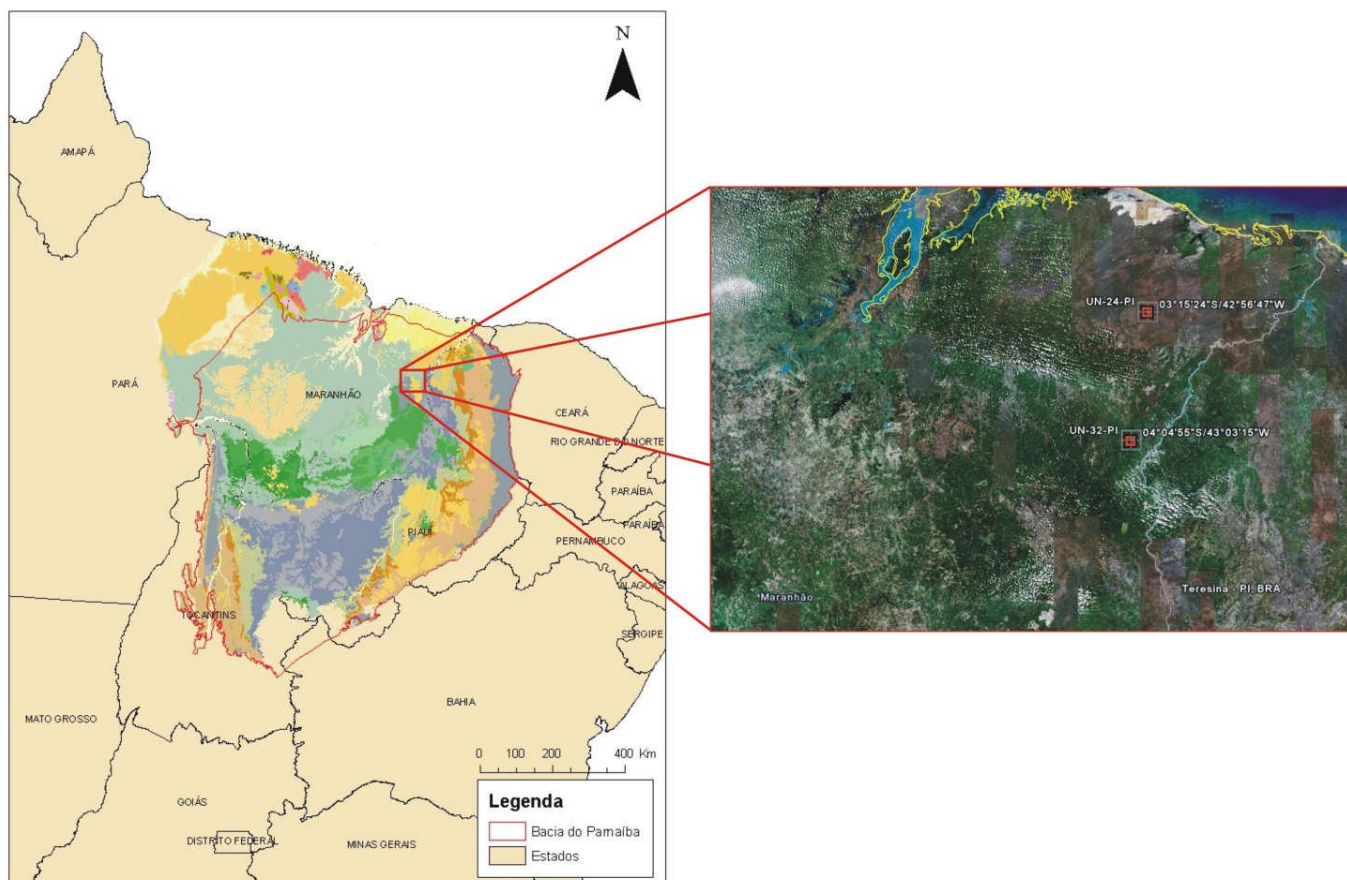 N
AMAPÁ
PARÁ
MARANHÃO
CEARÁ
RIO GRANDE DO NORTE
PARAÍBA
PARAÍBA
PIAUÍ
PERNAMBUCO
ALAGOAS
SERGIPE
TOCANTINS
BAHIA
MATO GROSSO
GOIÁS
DISTRITO FEDERAL
MINAS GERAIS
0 100 200 400 Km
Legenda
Bacia do Parnaíba
Estados
UN-24-PI 03°15'24"S/42°56'47"W
UN-32-PI 04°04'55"S/43°03'15"W
Maranhão
Teresina - PI, BRA